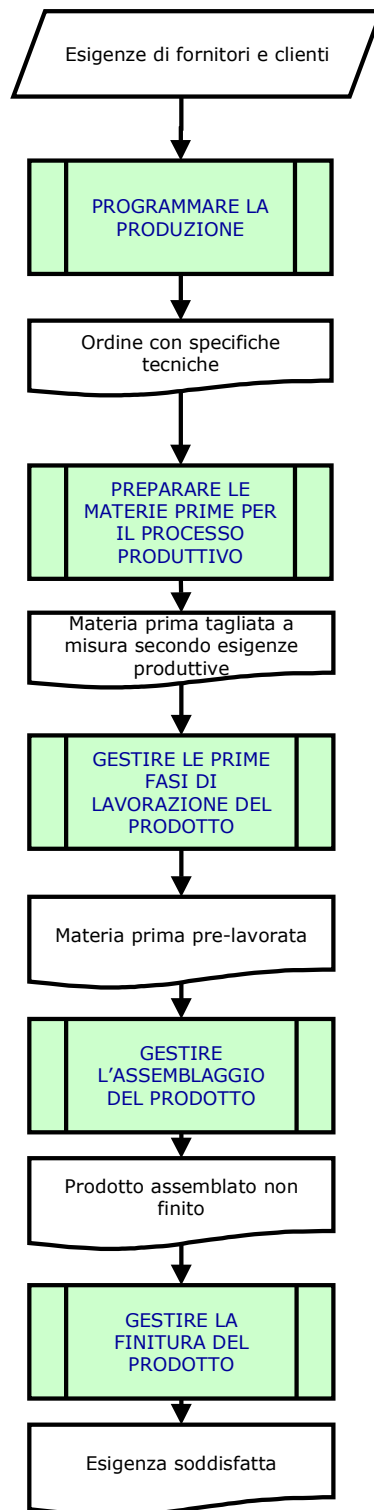 Esigenze di fornitori e clienti
PROGRAMMARE LA
PRODUZIONE
Ordine con specifiche
tecniche
PREPARARE LE
MATERIE PRIME PER
IL PROCESSO
PRODUTTIVO
Materia prima tagliata a
misura secondo esigenze
produttive
GESTIRE LE PRIME
FASI DI
LAVORAZIONE DEL
PRODOTTO
Materia prima pre-lavorata
GESTIRE
L’ASSEMBLAGGIO
DEL PRODOTTO
Prodotto assemblato non
finito
GESTIRE LA
FINITURA DEL
PRODOTTO
Esigenza soddisfatta